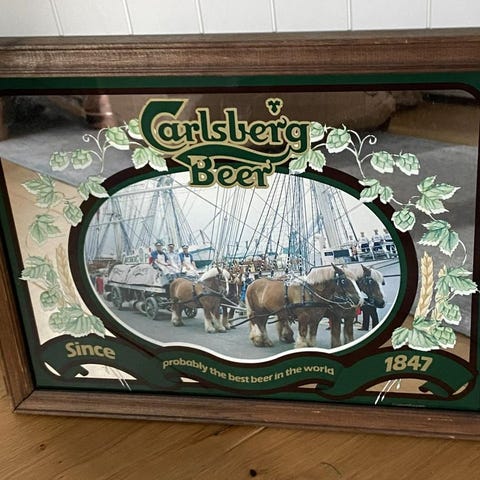 Carlsberg
Beer
Since
probably the best beer in the world
1847